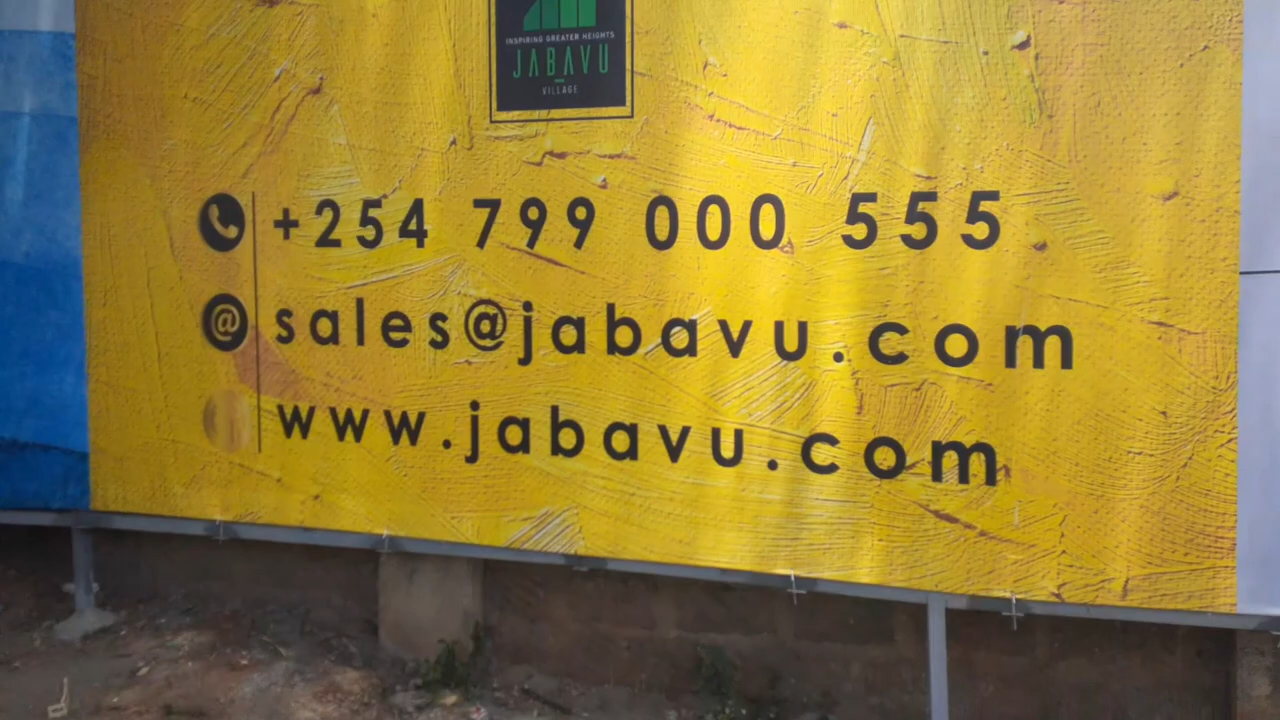 INSPIRING GREATER HEIGHTS
JABAVU
VILLAGE
+254 799 000 555
@ sales@jabavu.com
www.jabavu.com